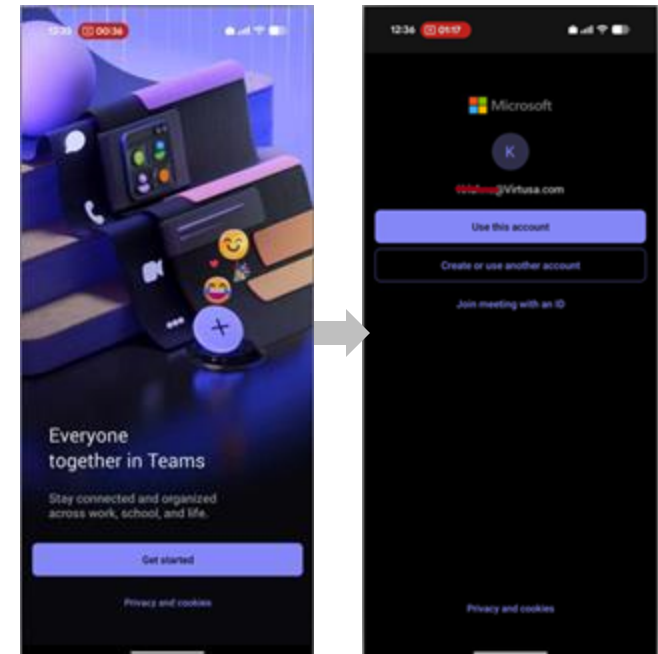 12:35 00:36
Everyone
together in Teams
Stay connected and organized
across work, school, and life.
Get started
Privacy and cookies
12:36 01:17
Microsoft
K
@Virtusa.com
Use this account
Create or use another account
Join meeting with an ID
Privacy and cookies